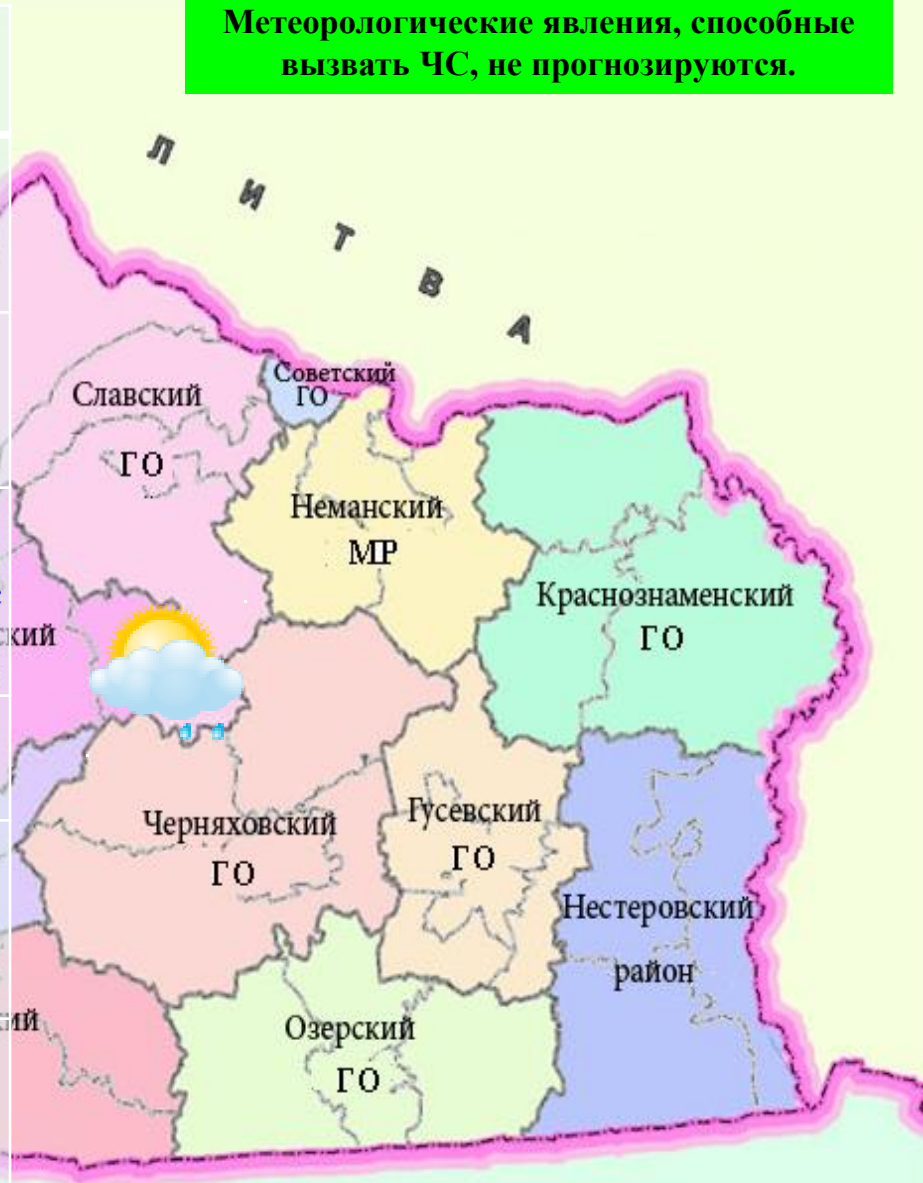 Метеорологические явления, способные
вызвать ЧС, не прогнозируются.
ЛИТВА
Советский
ГО
Славский
ГО
Неманский
МР
Краснознаменский
ГО
Черняховский
ГО
Гусевский
ГО
Нестеровский
район
Озерский
ГО